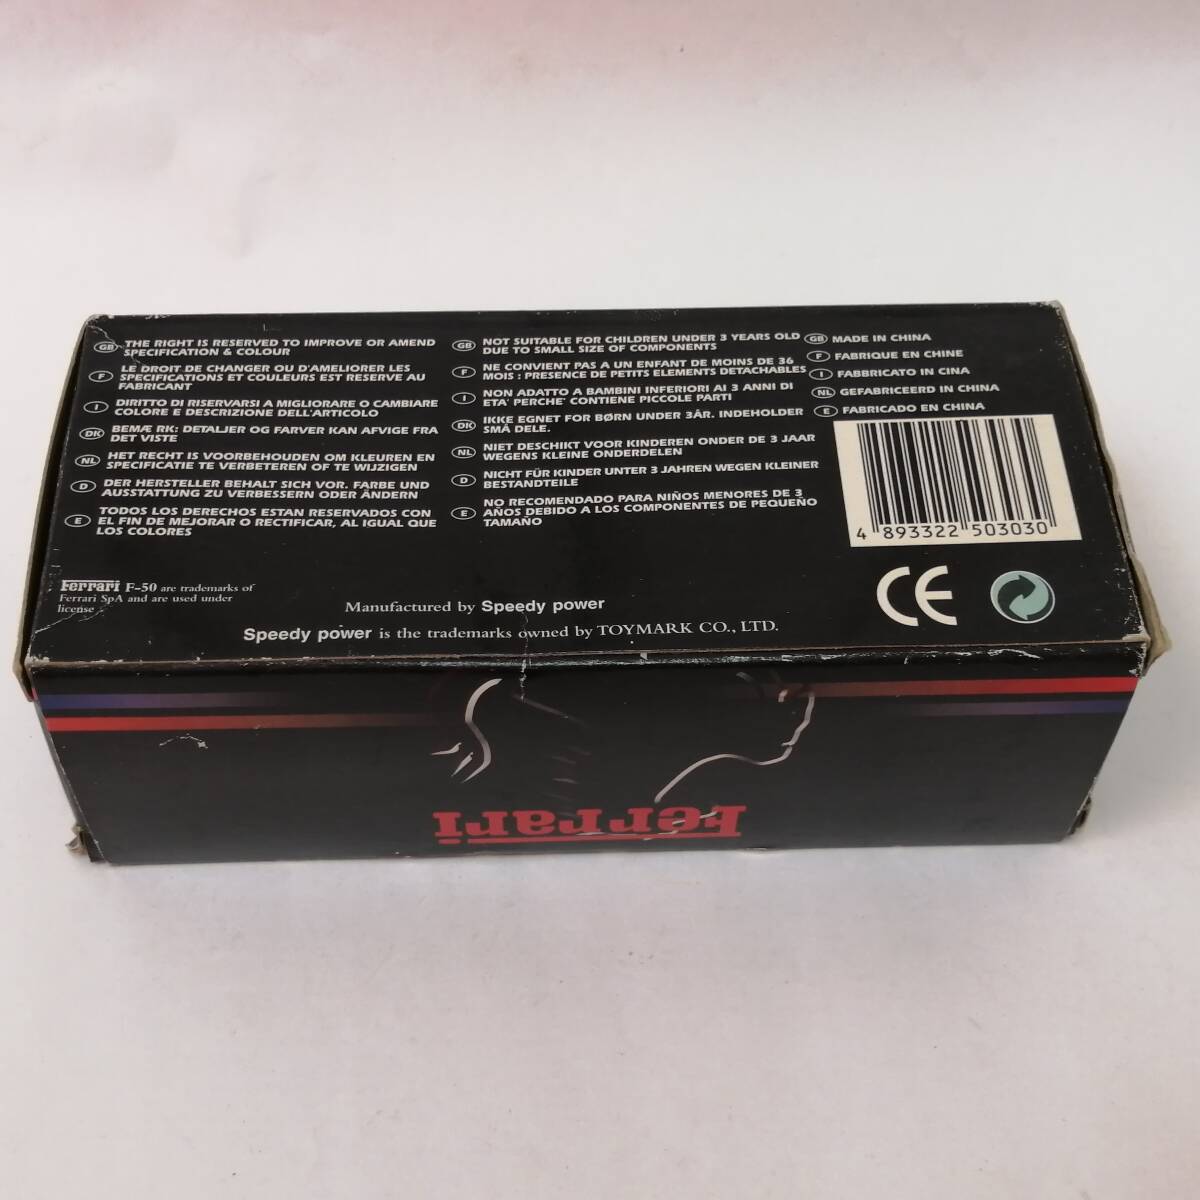 GB THE RIGHT IS RESERVED TO IMPROVE OR AMEND
SPECIFICATION & COLOUR
F LE DROIT DE CHANGER OU D'AMELIORER LES
SPECIFICATIONS ET COULEURS EST RESERVE AU
FABRICANT
I DIRITTO DI RISERVARSI A MIGLIORARE O CAMBIARE
COLORE E DESCRIZIONE DELL'ARTICOLO
DK BEMÆ RK: DETALJER OG FARVER KAN AFVIGE FRA
DET VISTE
NL HET RECHT IS VOORBEHOUDEN OM KLEUREN EN
SPECIFICATIE TE VERBETEREN OF TE WIJZIGEN
D DER HERSTELLER BEHALT SICH VOR. FARBE UND
AUSSTATTUNG ZU VERBESSERN ODER ÄNDERN
E TODOS LOS DERECHOS ESTAN RESERVADOS CON
EL FIN DE MEJORAR O RECTIFICAR, AL IGUAL QUE
LOS COLORES
GB NOT SUITABLE FOR CHILDREN UNDER 3 YEARS OLD
DUE TO SMALL SIZE OF COMPONENTS
F NE CONVIENT PAS A UN ENFANT DE MOINS DE 36
MOIS : PRESENCE DE PETITS ELEMENTS DETACHABLES
I NON ADATTO A BAMBINI INFERIORI AI 3 ANNI DI
ETA' PERCHE' CONTIENE PICCOLE PARTI
DK IKKE EGNET FOR BØRN UNDER 3ÅR. INDEHOLDER
SMÅ DELE.
NL NIET DESCHIKT VOOR KINDEREN ONDER DE 3 JAAR
WEGENS KLEINE ONDERDELEN
D NICHT FÜR KINDER UNTER 3 JAHREN WEGEN KLEINER
BESTANDTEILE
E NO RECOMENDADO PARA NIÑOS MENORES DE 3
AÑOS DEBIDO A LOS COMPONENTES DE PEQUEÑO
TAMAÑO
GB MADE IN CHINA
F FABRIQUE EN CHINE
I FABBRICATO IN CINA
NL GEFABRICEERD IN CHINA
E FABRICADO EN CHINA
4 893322 503030
Ferrari F-50 are trademarks of
Ferrari SpA and are used under
license
Manufactured by Speedy power
Speedy power is the trademarks owned by TOYMARK CO., LTD.
CE
Ferrari